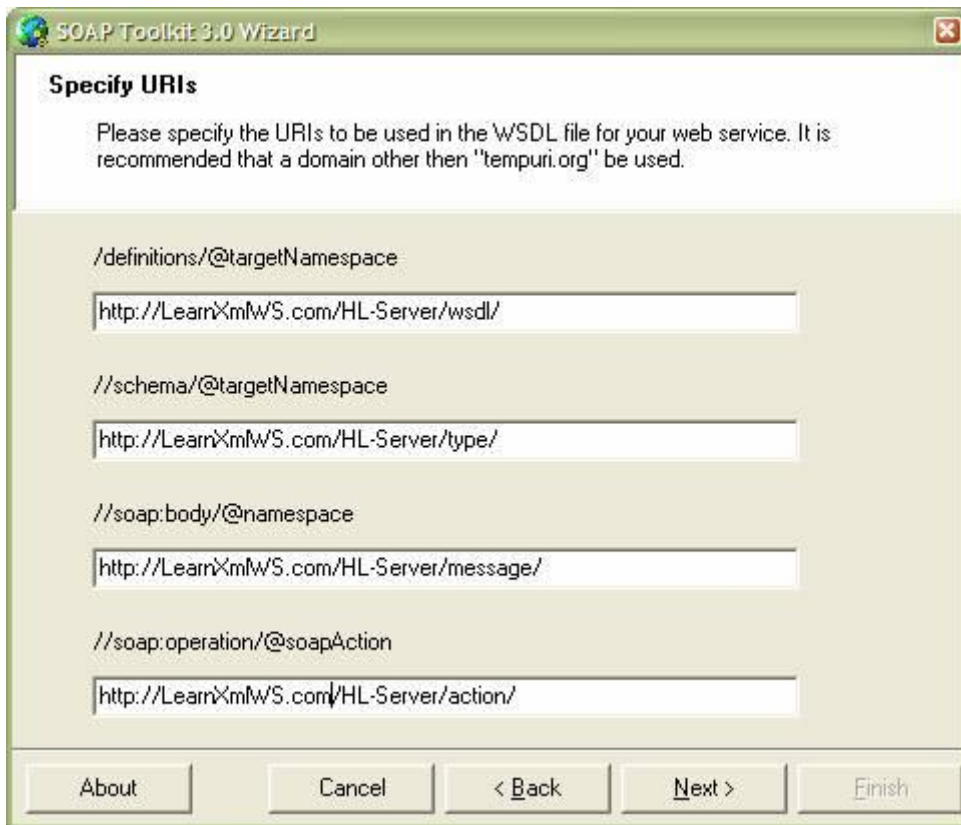 SOAP Toolkit 3.0 Wizard
Specify URIs
Please specify the URIs to be used in the WSDL file for your web service. It is
recommended that a domain other then "tempuri.org" be used.
/definitions/@targetNamespace
http://LearnXmlWS.com/HL-Server/wsdl/
//schema/@targetNamespace
http://LearnXmlWS.com/HL-Server/type/
//soap:body/@namespace
http://LearnXmlWS.com/HL-Server/message/
//soap:operation/@soapAction
http://LearnXmlWS.com/HL-Server/action/
About Cancel < Back Next > Finish